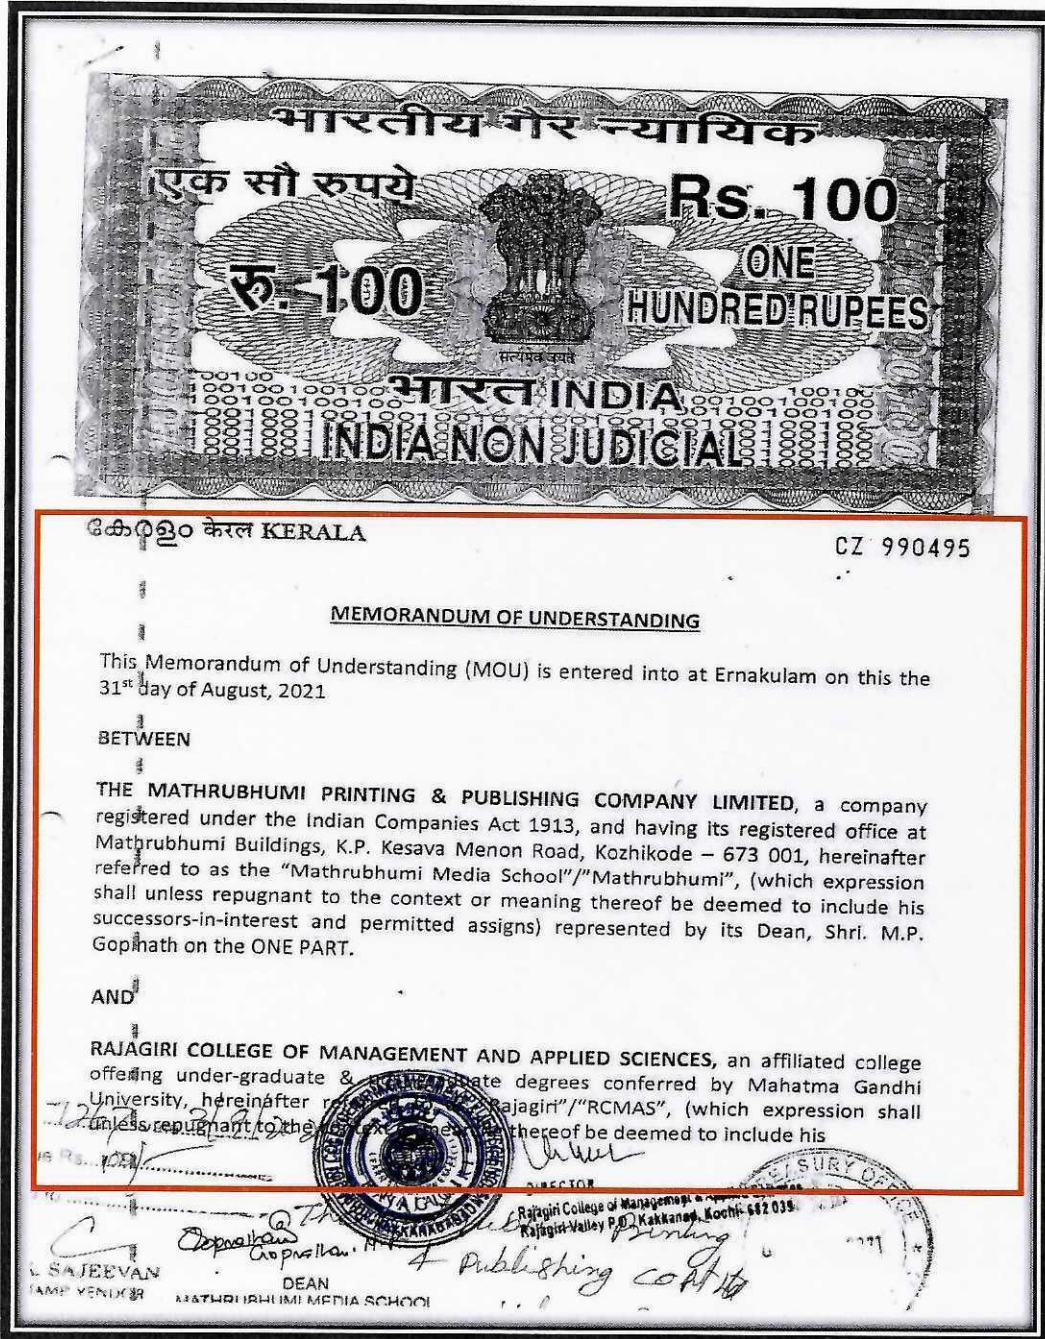 भारतीय गैर न्यायिक
एक सौ रुपये
Rs. 100
रु. 100
ONE
HUNDRED RUPEES
सत्यमेव जयते
भारत INDIA
INDIA NON JUDICIAL
കേരളം केरल KERALA
CZ 990495
MEMORANDUM OF UNDERSTANDING
This Memorandum of Understanding (MOU) is entered into at Ernakulam on this the
31st day of August, 2021
BETWEEN
THE MATHRUBHUMI PRINTING & PUBLISHING COMPANY LIMITED, a company
registered under the Indian Companies Act 1913, and having its registered office at
Mathrubhumi Buildings, K.P. Kesava Menon Road, Kozhikode – 673 001, hereinafter
referred to as the "Mathrubhumi Media School"/"Mathrubhumi", (which expression
shall unless repugnant to the context or meaning thereof be deemed to include his
successors-in-interest and permitted assigns) represented by its Dean, Shri. M.P.
Gopinath on the ONE PART.
AND
RAJAGIRI COLLEGE OF MANAGEMENT AND APPLIED SCIENCES, an affiliated college
offering under-graduate & degrees conferred by Mahatma Gandhi
University, hereinafter Rajagiri"/"RCMAS", (which expression shall
unless repugnant to the thereof be deemed to include his
DIRECTOR
Rajagiri College of Management &
Rajagiri Valley P.O, Kakkanad, Kochi-682 039
Printing
& Publishing Co
SAJEEVAN
VENDOR
DEAN
MATHRUBHUMI MEDIA SCHOOL